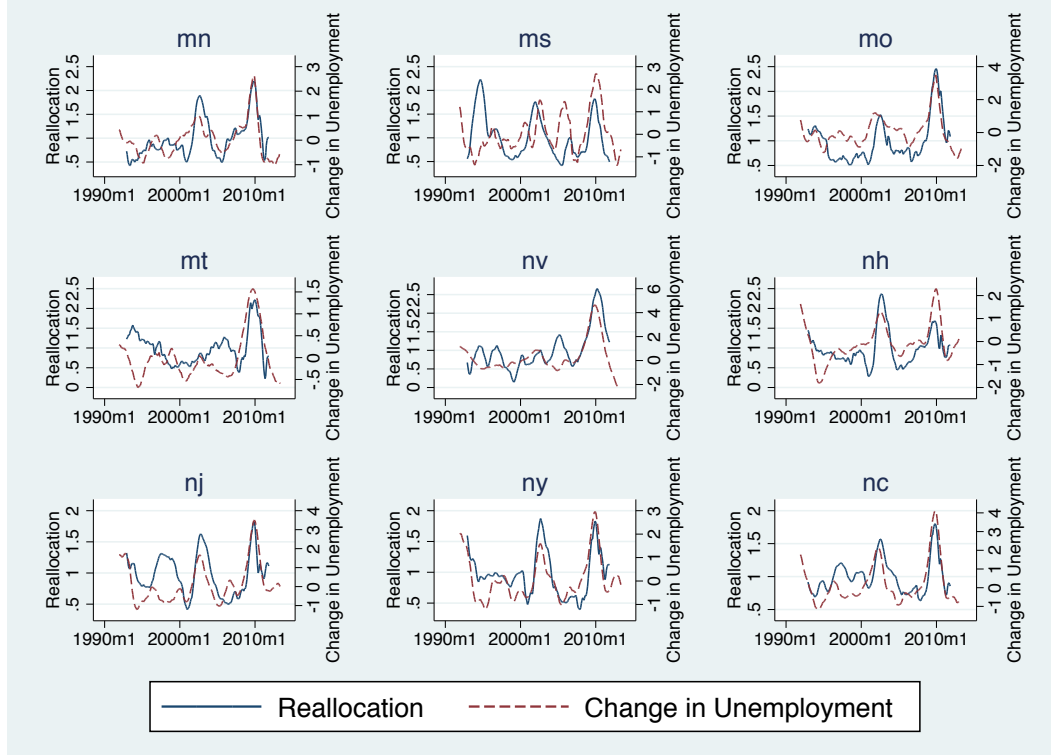 mn
Reallocation
.5 1 1.5 2 2.5
-1 0 1 2 3
Change in Unemployment
1990m1 2000m1 2010m1
ms
Reallocation
.5 1 1.5 2 2.5
-1 0 1 2 3
Change in Unemployment
1990m1 2000m1 2010m1
mo
Reallocation
.5 1 1.5 2 2.5
-2 0 2 4
Change in Unemployment
1990m1 2000m1 2010m1
mt
Reallocation
0 .5 1 1.5 2 2.5
-.5 0 .5 1 1.5
Change in Unemployment
1990m1 2000m1 2010m1
nv
Reallocation
0 .5 1 1.5 2 2.5
-2 0 2 4 6
Change in Unemployment
1990m1 2000m1 2010m1
nh
Reallocation
0 .5 1 1.5 2 2.5
-2 -1 0 1 2
Change in Unemployment
1990m1 2000m1 2010m1
nj
Reallocation
.5 1 1.5 2
-1 0 1 2 3 4
Change in Unemployment
1990m1 2000m1 2010m1
ny
Reallocation
.5 1 1.5 2
-1 0 1 2 3
Change in Unemployment
1990m1 2000m1 2010m1
nc
Reallocation
.5 1 1.5 2
-1 0 1 2 3 4
Change in Unemployment
1990m1 2000m1 2010m1
Reallocation Change in Unemployment